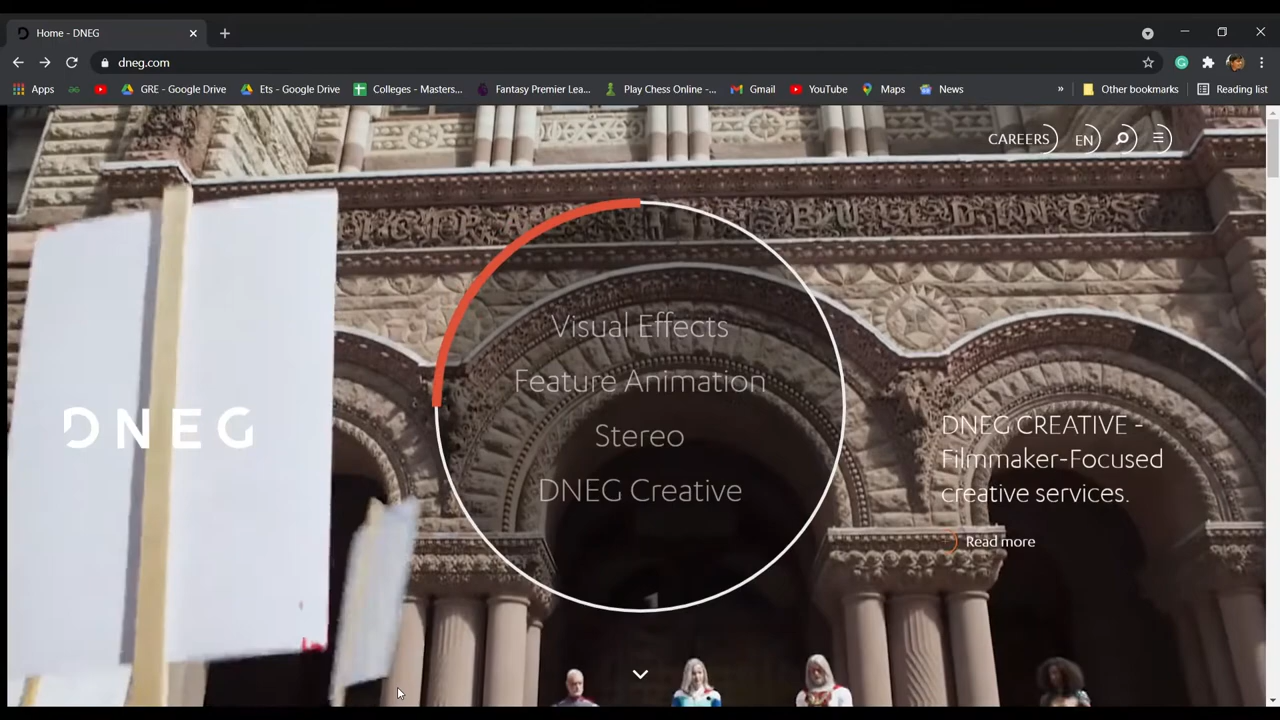 Home - DNEG
dneg.com
Apps
GRE - Google Drive
Ets - Google Drive
Colleges - Masters...
Fantasy Premier Lea...
Play Chess Online -...
Gmail
YouTube
Maps
News
»
Other bookmarks
Reading list
CAREERS
EN
BUILDINGS
Visual Effects
Feature Animation
Stereo
DNEG Creative
DNEG
DNEG CREATIVE -
Filmmaker-Focused
creative services.
Read more